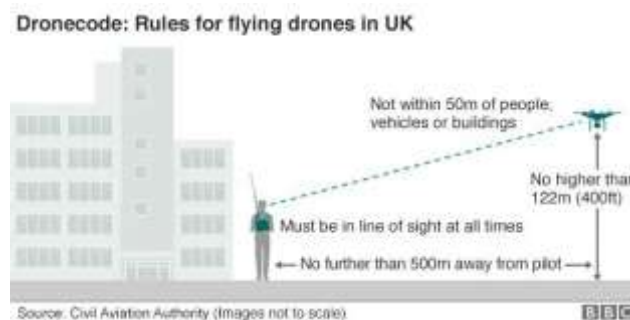 Dronecode: Rules for flying drones in UK
Not within 50m of people,
vehicles or buildings
No higher than
122m (400ft)
Must be in line of sight at all times
No further than 500m away from pilot
Source: Civil Aviation Authority (Images not to scale)
BBC